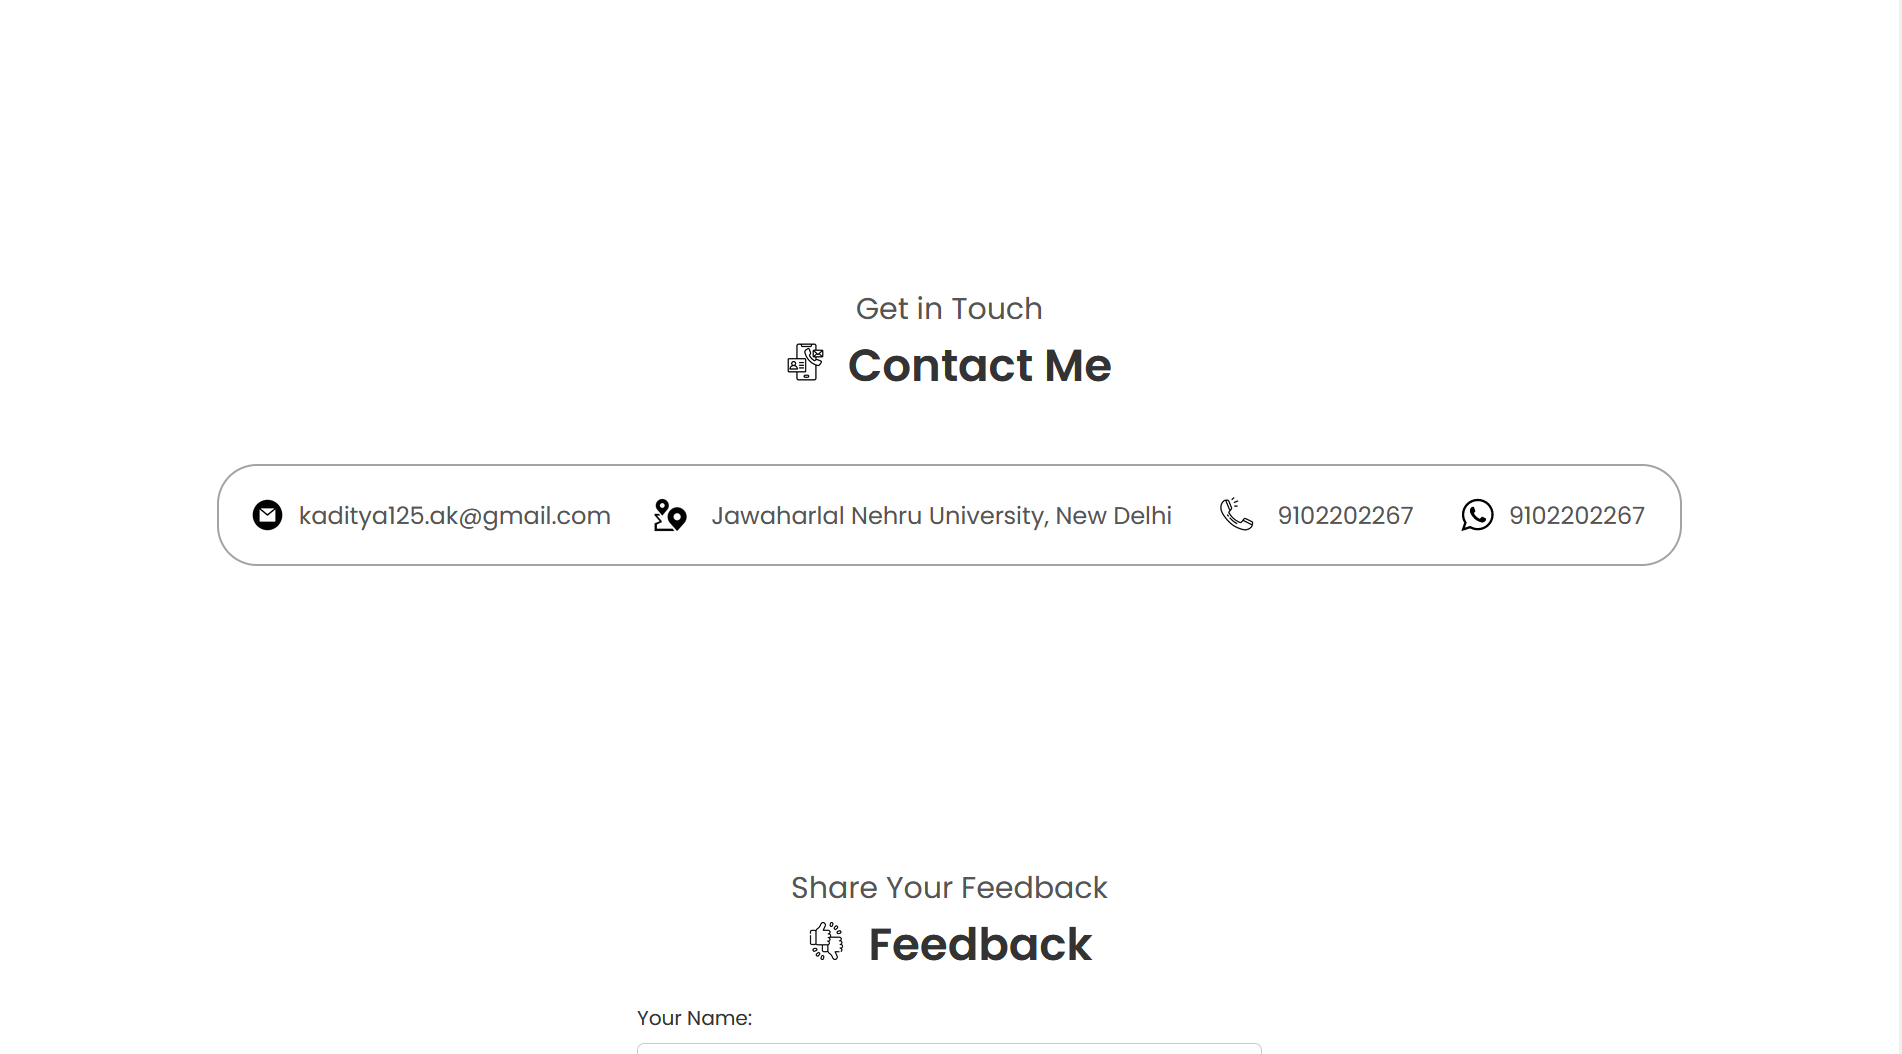 Get in Touch
Contact Me
kaditya125.ak@gmail.com Jawaharlal Nehru University, New Delhi 9102202267 9102202267
Share Your Feedback
Feedback
Your Name: